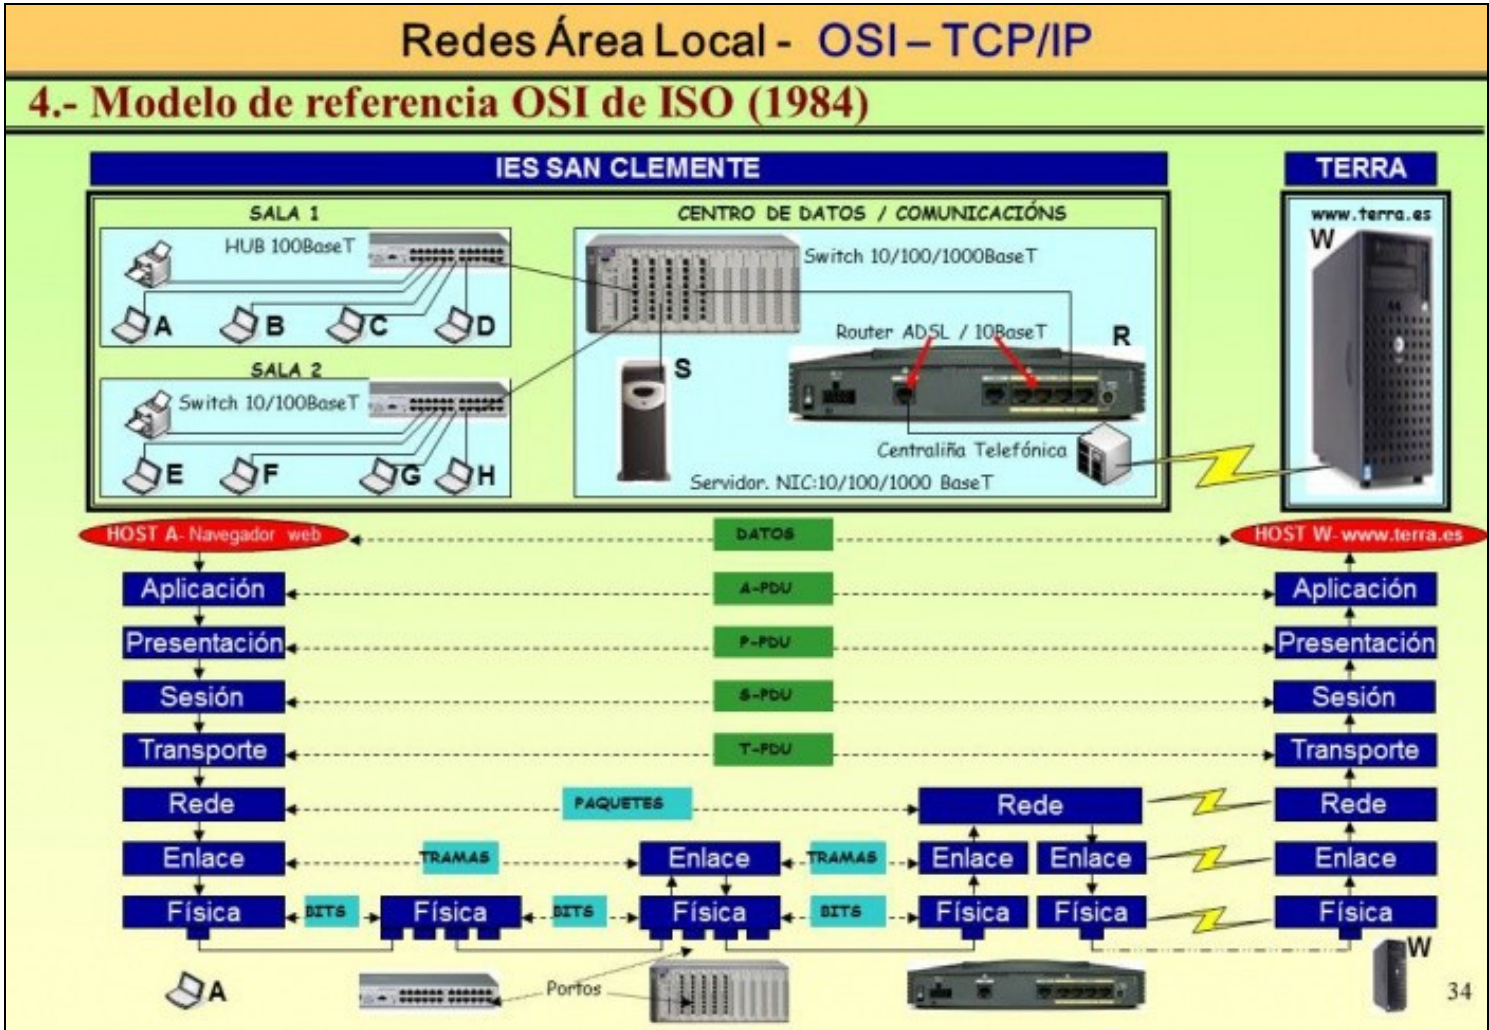 Redes Área Local - OSI – TCP/IP
4.- Modelo de referencia OSI de ISO (1984)
IES SAN CLEMENTE
TERRA
SALA 1
HUB 100BaseT
A B C D
SALA 2
Switch 10/100BaseT
E F G H
CENTRO DE DATOS / COMUNICACIÓNS
Switch 10/100/1000BaseT
Router ADSL / 10BaseT
R
S
Centraliña Telefónica
Servidor. NIC:10/100/1000 BaseT
www.terra.es
W
HOST A- Navegador web
DATOS
HOST W-www.terra.es
Aplicación A-PDU Aplicación
Presentación P-PDU Presentación
Sesión S-PDU Sesión
Transporte T-PDU Transporte
Rede PAQUETES Rede Rede
Enlace TRAMAS Enlace TRAMAS Enlace Enlace Enlace
Física BITS Física BITS Física BITS Física Física Física
A
Portos
W
34